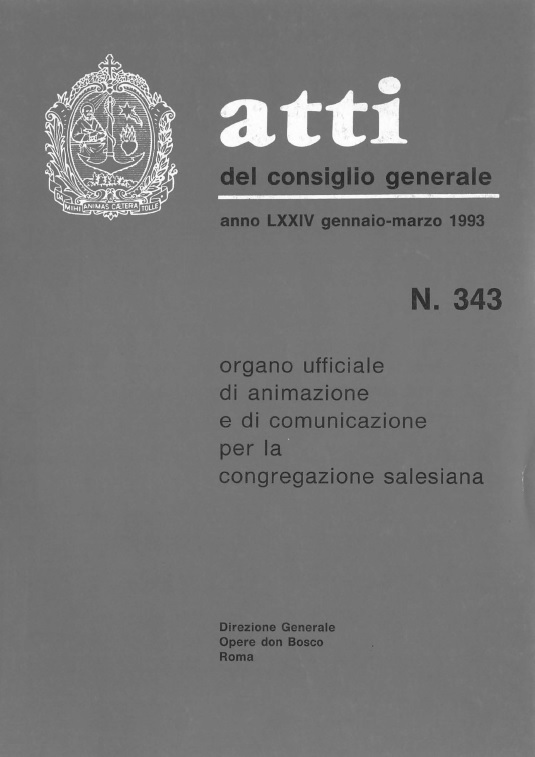 DA MIHI ANIMAS CÆTERA TOLLE
atti
del consiglio generale
anno LXXIV gennaio-marzo 1993
N. 343
organo ufficiale
di animazione
e di comunicazione
per la
congregazione salesiana
Direzione Generale
Opere don Bosco
Roma